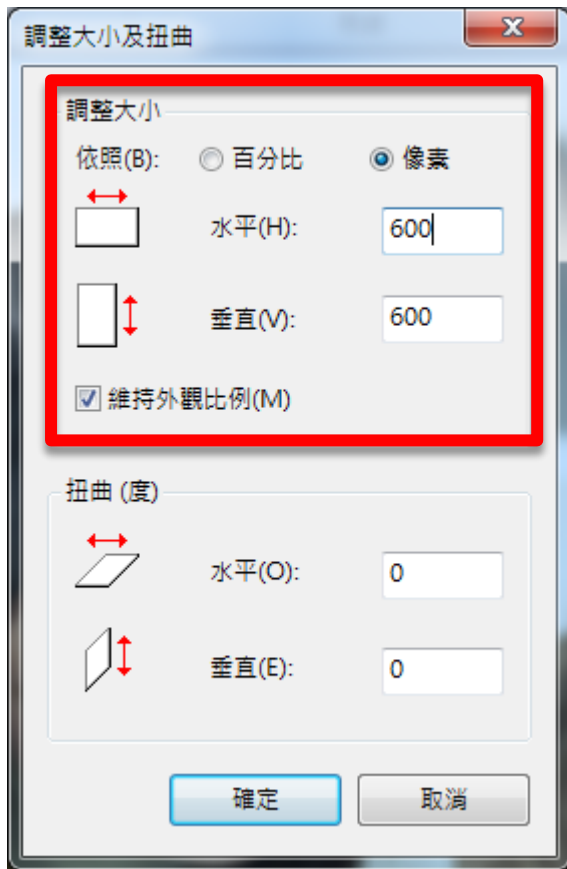 調整大小及扭曲
調整大小
依照(B): 百分比 像素
水平(H): 600
垂直(V): 600
維持外觀比例(M)
扭曲 (度)
水平(O): 0
垂直(E): 0
確定 取消